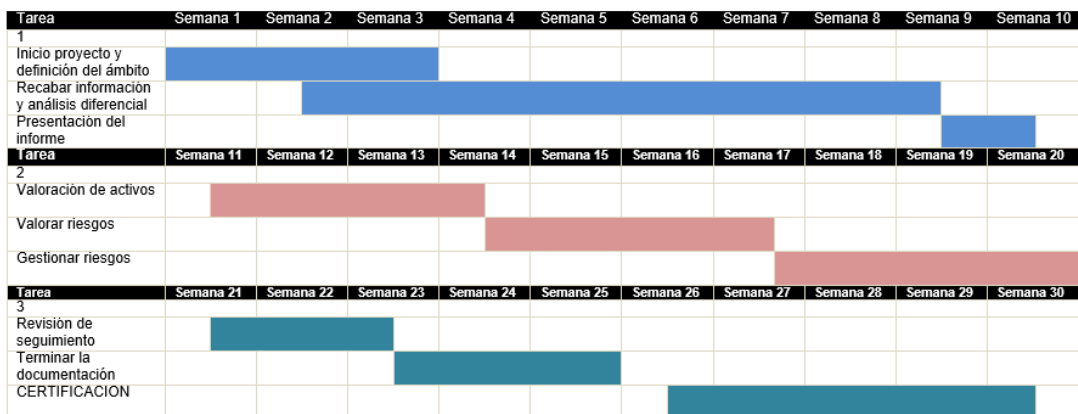 Tarea Semana 1 Semana 2 Semana 3 Semana 4 Semana 5 Semana 6 Semana 7 Semana 8 Semana 9 Semana 10
1
Inicio proyecto y
definición del ámbito
Recabar información
y análisis diferencial
Presentación del
informe
Tarea Semana 11 Semana 12 Semana 13 Semana 14 Semana 15 Semana 16 Semana 17 Semana 18 Semana 19 Semana 20
2
Valoración de activos
Valorar riesgos
Gestionar riesgos
Tarea Semana 21 Semana 22 Semana 23 Semana 24 Semana 25 Semana 26 Semana 27 Semana 28 Semana 29 Semana 30
3
Revisión de
seguimiento
Terminar la
documentación
CERTIFICACION